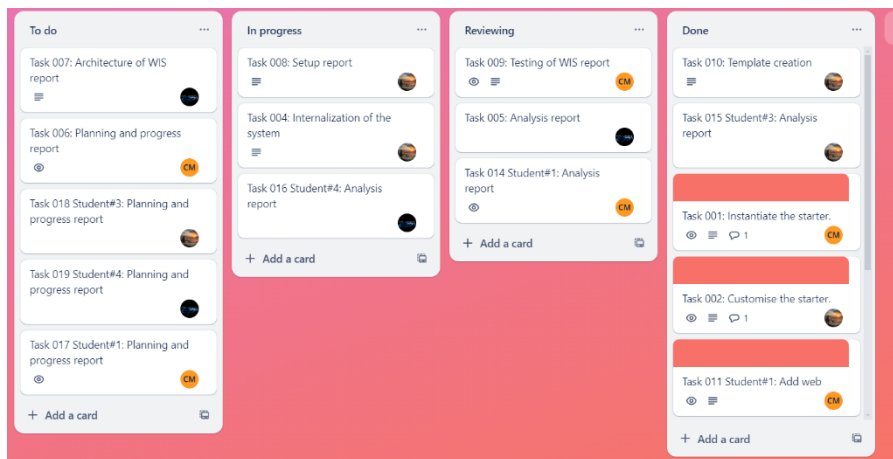 To do
Task 007: Architecture of WIS
report
Task 006: Planning and progress
report
CM
Task 018 Student#3: Planning and
progress report
Task 019 Student#4: Planning and
progress report
Task 017 Student#1: Planning and
progress report
CM
+ Add a card
In progress
Task 008: Setup report
Task 004: Internalization of the
system
Task 016 Student#4: Analysis
report
+ Add a card
Reviewing
Task 009: Testing of WIS report
CM
Task 005: Analysis report
Task 014 Student#1: Analysis
report
CM
+ Add a card
Done
Task 010: Template creation
Task 015 Student#3: Analysis
report
Task 001: Instantiate the starter.
1
CM
Task 002: Customise the starter.
1
Task 011 Student#1: Add web
CM
+ Add a card